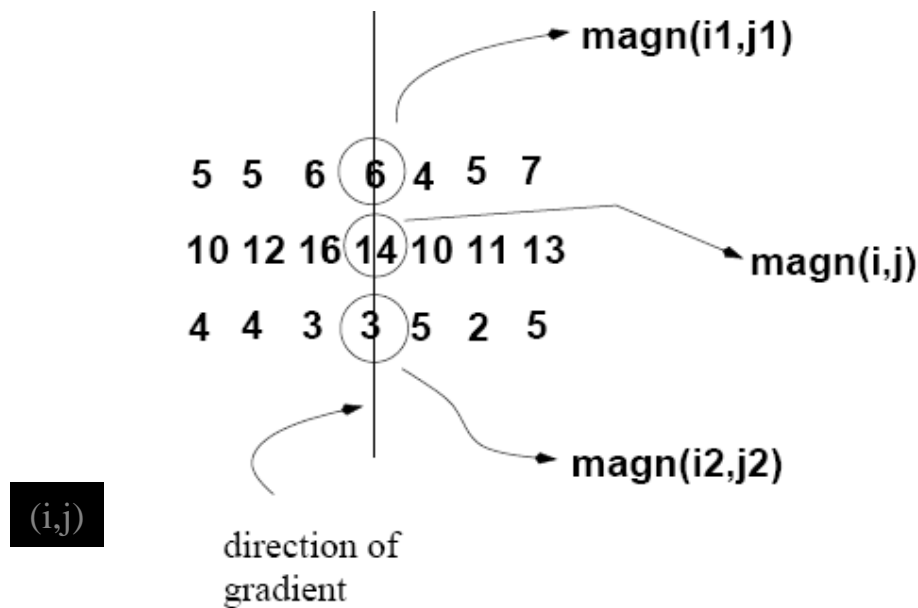 magn(i1,j1)
5 5 6 6 4 5 7
10 12 16 14 10 11 13
magn(i,j)
4 4 3 3 5 2 5
magn(i2,j2)
(i,j)
direction of
gradient